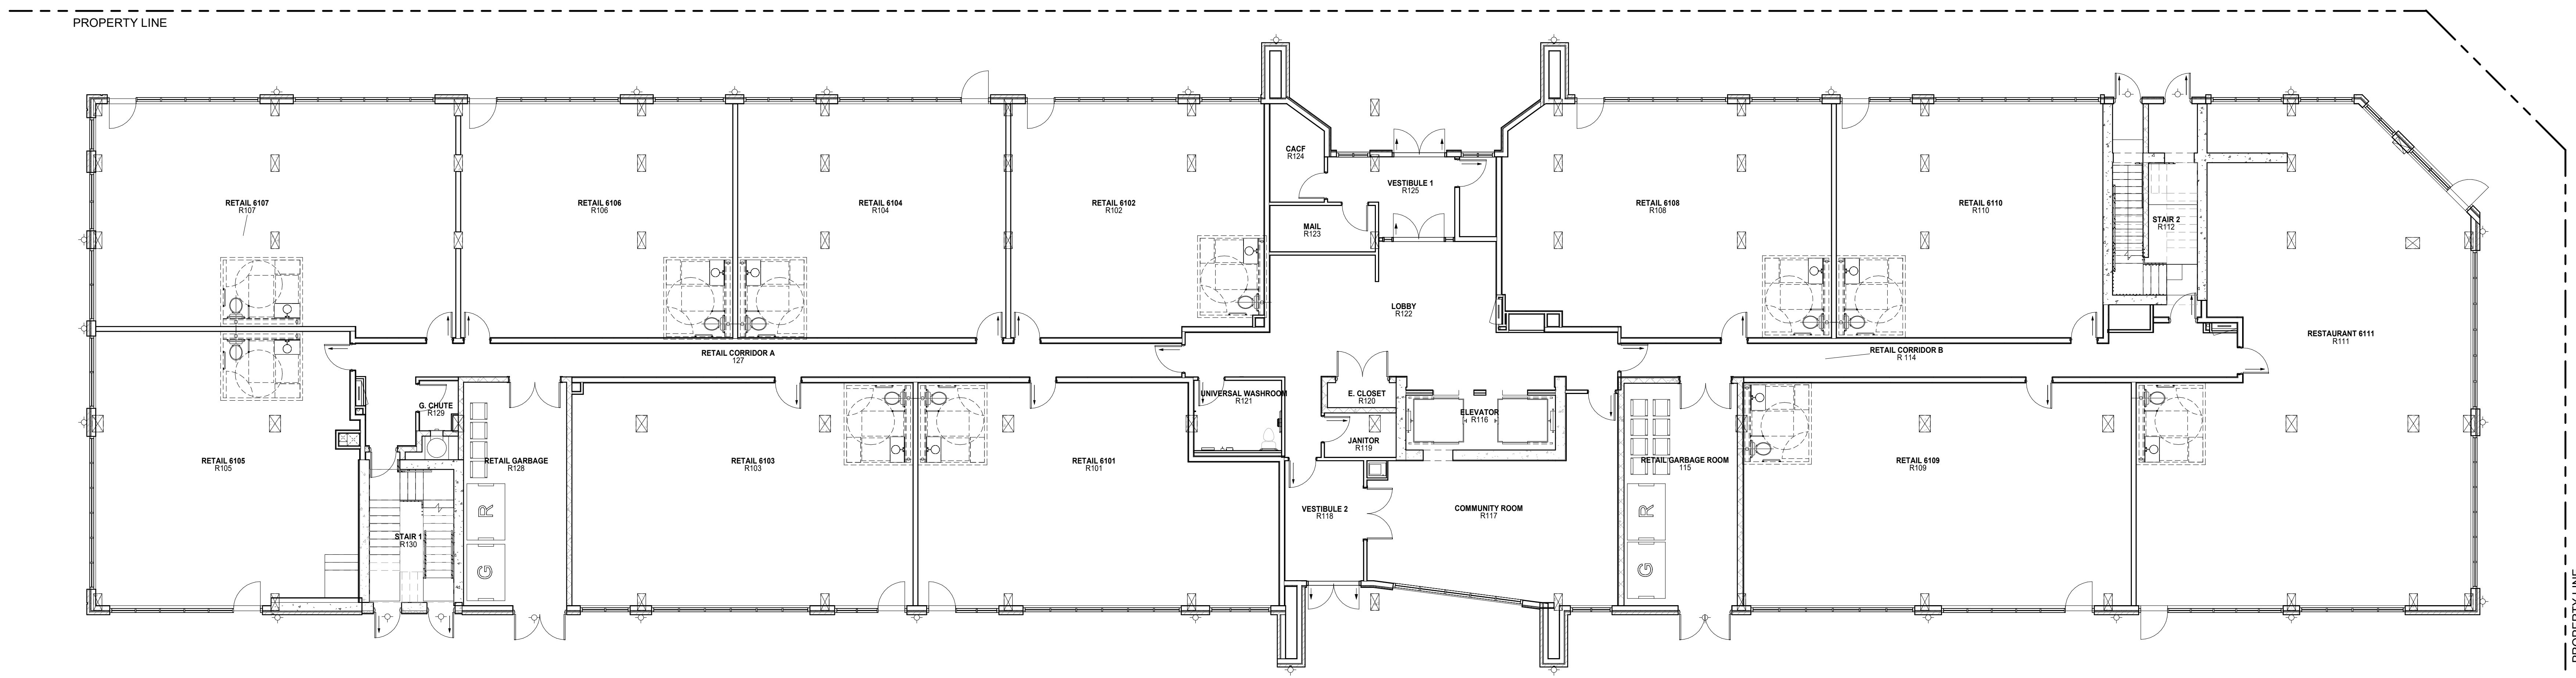 PROPERTY LINE
CACF
R124
VESTIBULE 1
R125
RETAIL 6107
R107
RETAIL 6106
R106
RETAIL 6104
R104
RETAIL 6102
R102
RETAIL 6108
R108
RETAIL 6110
R110
STAIR 2
R112
MAIL
R123
LOBBY
R122
RESTAURANT 6111
R111
RETAIL CORRIDOR A
127
RETAIL CORRIDOR B
R 114
UNIVERSAL WASHROOM
R121
E. CLOSET
R120
G. CHUTE
R129
ELEVATOR
R116
JANITOR
R119
RETAIL 6105
R105
RETAIL GARBAGE
R128
RETAIL 6103
R103
RETAIL 6101
R101
RETAIL GARBAGE ROOM
115
RETAIL 6109
R109
VESTIBULE 2
R118
COMMUNITY ROOM
R117
R
R
STAIR 1
R130
G
G
PROPERTY LINE